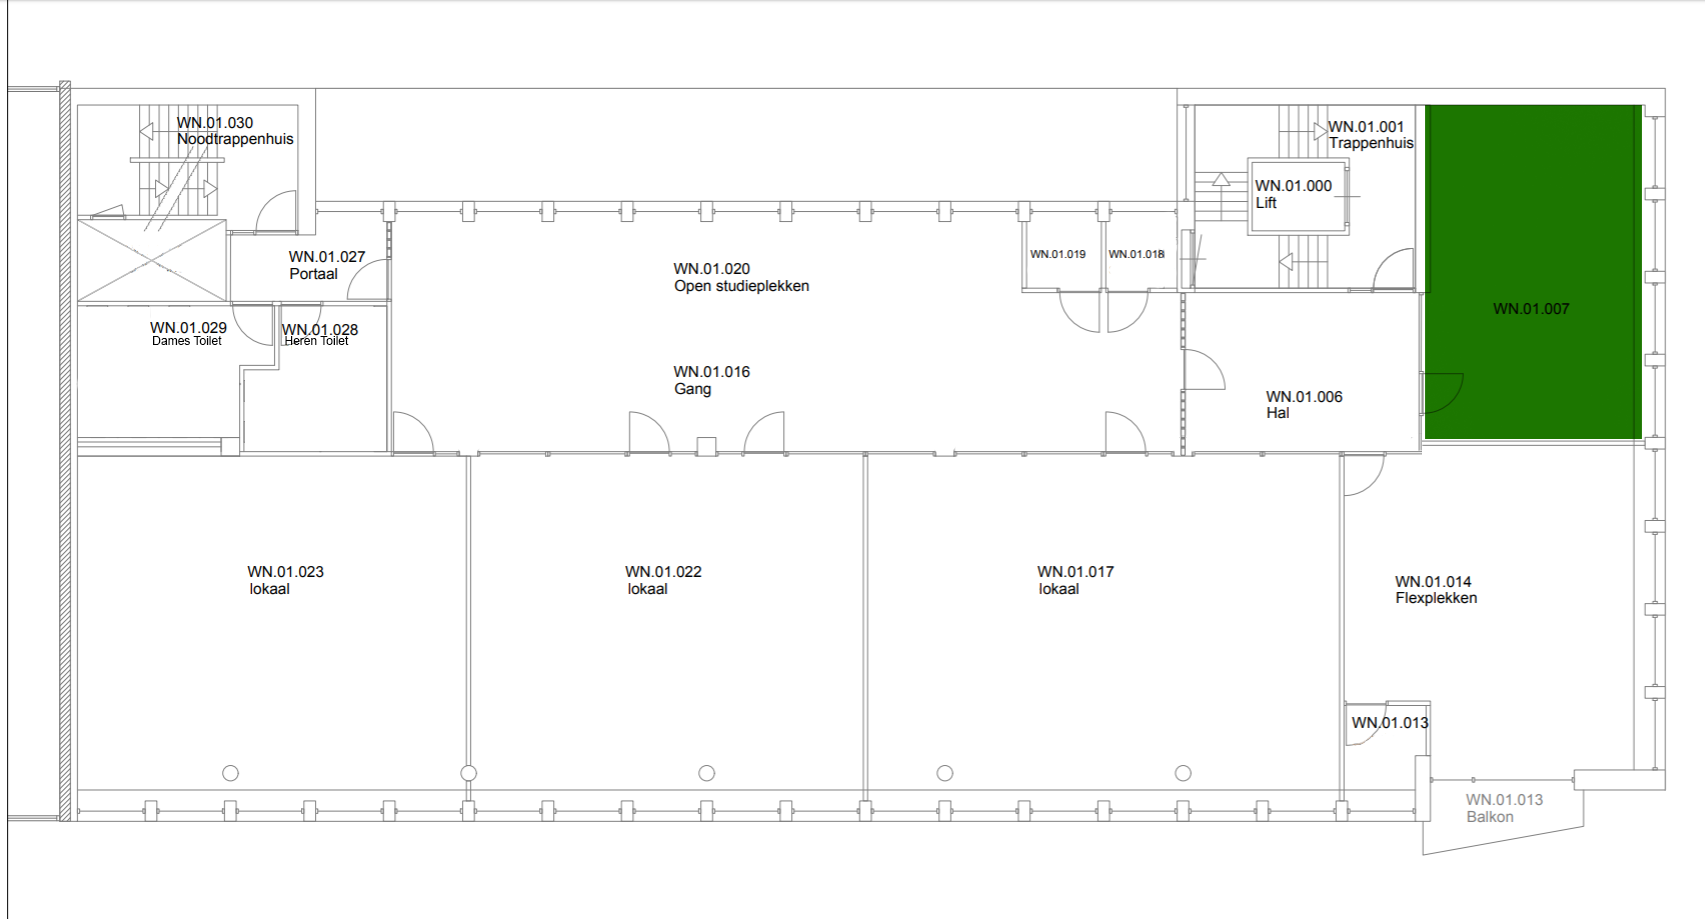 WN.01.030
Noodtrappenhuis
WN.01.001
Trappenhuis
WN.01.000
Lift
WN.01.027
Portaal
WN.01.020
Open studieplekken
WN.01.019
WN.01.018
WN.01.007
WN.01.029
Dames Toilet
WN.01.028
Heren Toilet
WN.01.016
Gang
WN.01.006
Hal
WN.01.023
lokaal
WN.01.022
lokaal
WN.01.017
lokaal
WN.01.014
Flexplekken
WN.01.013
WN.01.013
Balkon